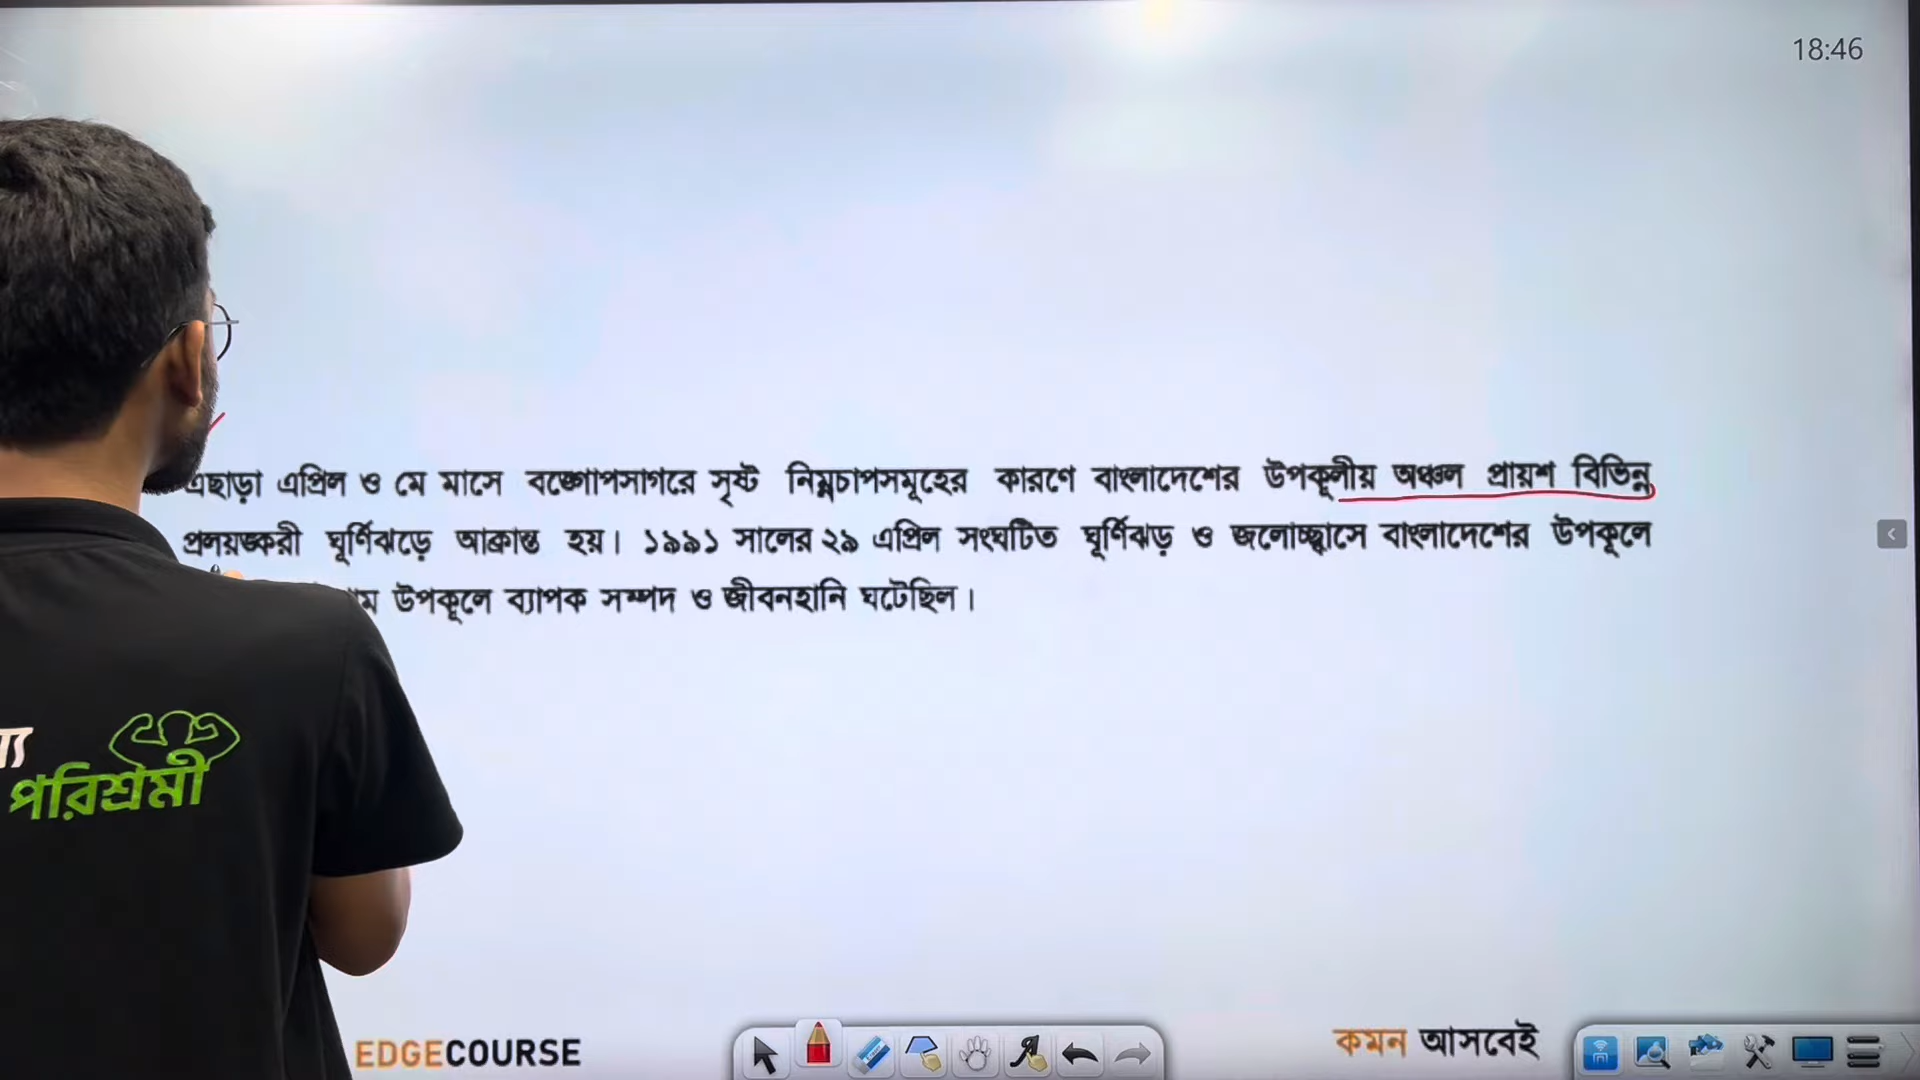 18:46
এছাড়া এপ্রিল ও মে মাসে বঙ্গোপসাগরে সৃষ্ট নিম্নচাপসমূহের কারণে বাংলাদেশের উপকূলীয় অঞ্চল প্রায়শ বিভিন্ন
প্রলয়ঙ্করী ঘূর্ণিঝড়ে আক্রান্ত হয়। ১৯৯১ সালের ২৯ এপ্রিল সংঘটিত ঘূর্ণিঝড় ও জলোচ্ছ্বাসে বাংলাদেশের উপকূলে
উপকূলে ব্যাপক সম্পদ ও জীবনহানি ঘটেছিল।
পরিশ্রমী
EDGECOURSE
কমন আসবেই